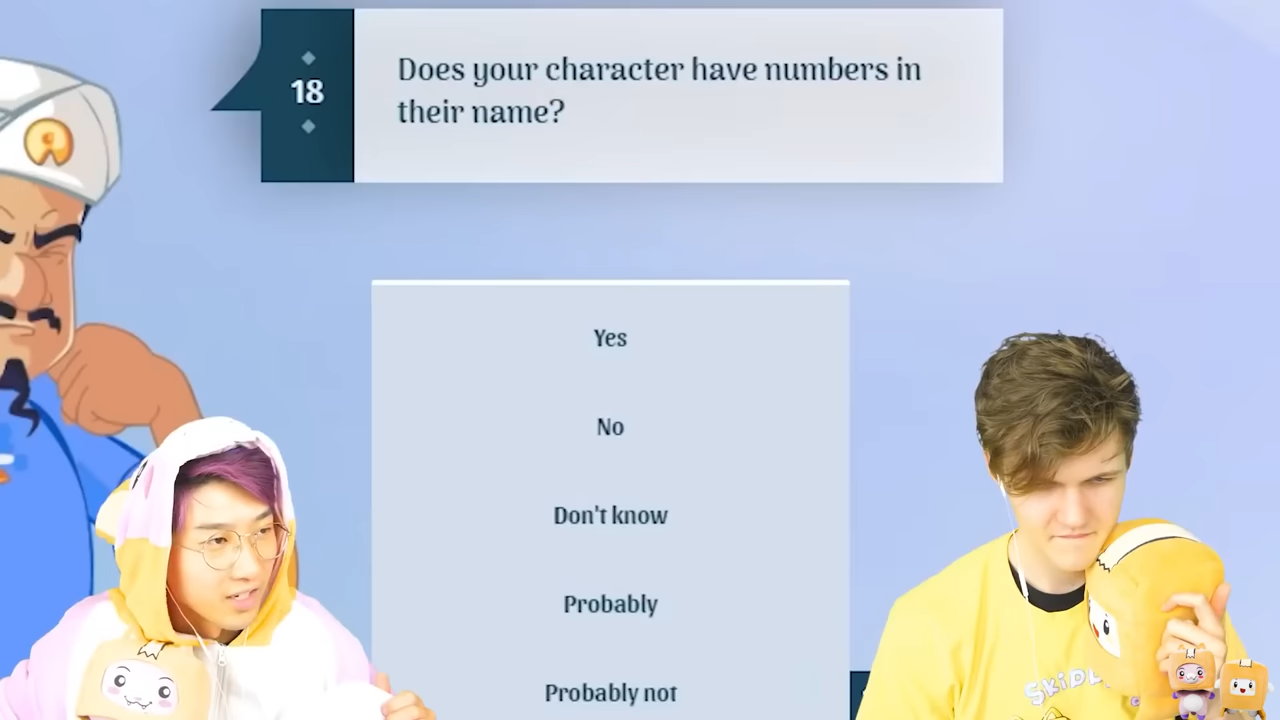 18
Does your character have numbers in
their name?
Yes
No
Don't know
Probably
Probably not